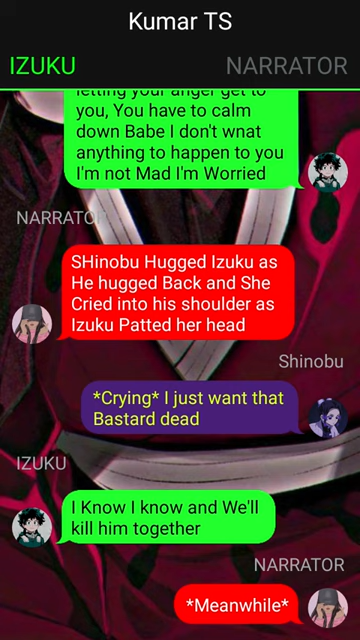 Kumar TS
IZUKU
NARRATOR
letting your anger get to
you, You have to calm
down Babe I don't wnat
anything to happen to you
I'm not Mad I'm Worried
NARRATOR
SHinobu Hugged Izuku as
He hugged Back and She
Cried into his shoulder as
Izuku Patted her head
Shinobu
*Crying* I just want that
Bastard dead
IZUKU
I Know I know and We'll
kill him together
NARRATOR
*Meanwhile*